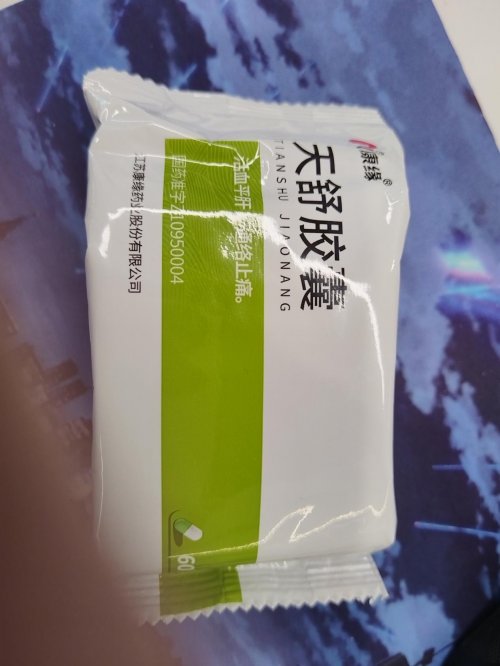 康缘®
天舒胶囊
TIANSHU JIAONANG
活血平肝 通络止痛。
国药准字Z10950004
江苏康缘药业股份有限公司
60